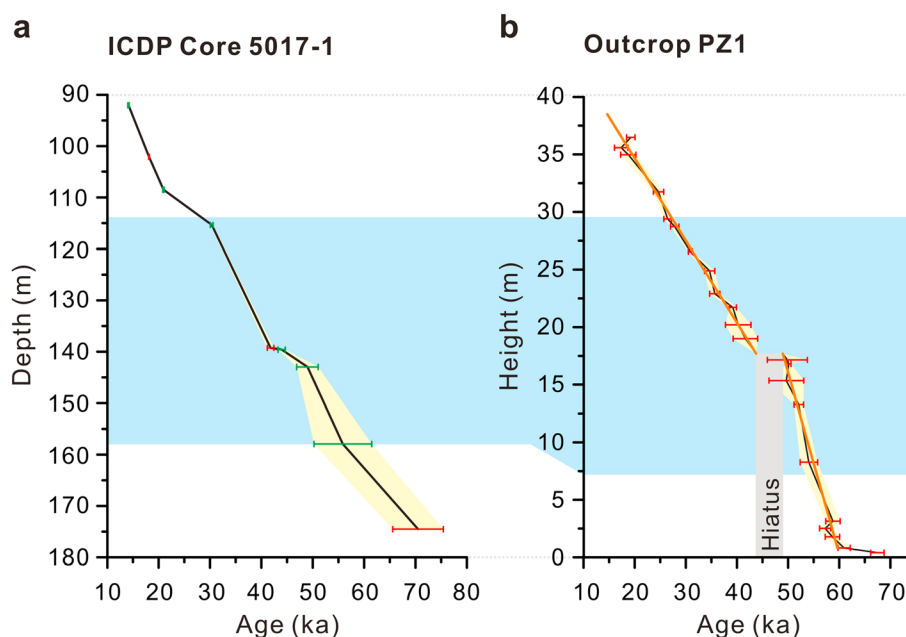 a
ICDP Core 5017-1
90
100
110
120
130
140
150
160
170
180
Depth (m)
10 20 30 40 50 60 70 80
Age (ka)
b
Outcrop PZ1
40
35
30
25
20
15
10
5
0
Height (m)
Hiatus
10 20 30 40 50 60 70
Age (ka)